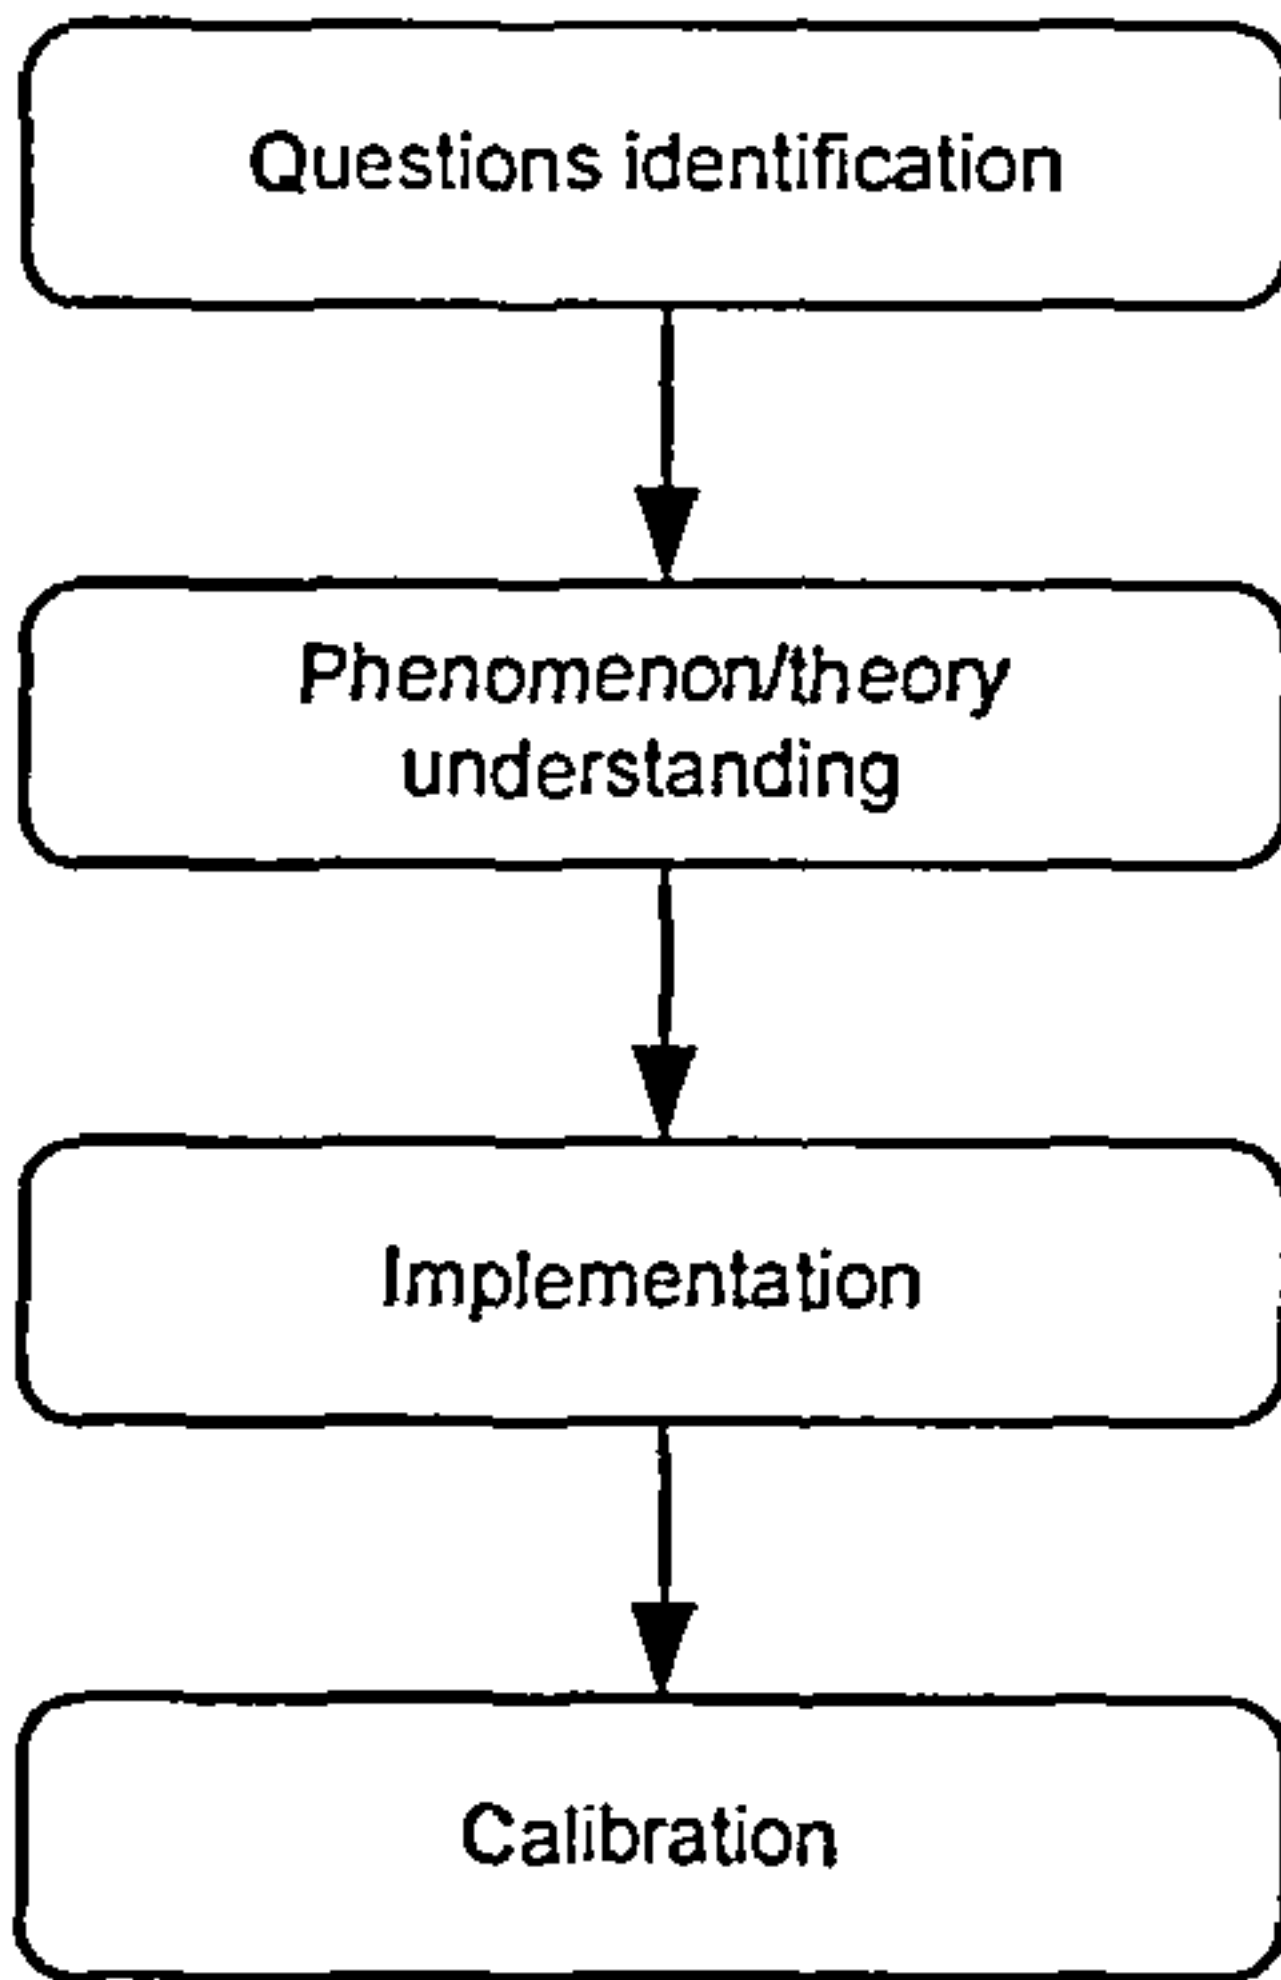 Questions identification
Phenomenon/theory
understanding
Implementation
Calibration